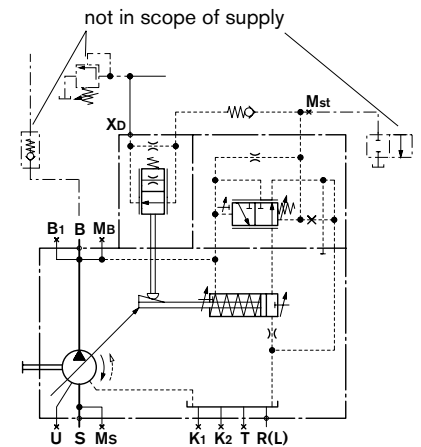 not in scope of supply
XD
Mst
B1 B MB
U S MS K1 K2 T R(L)